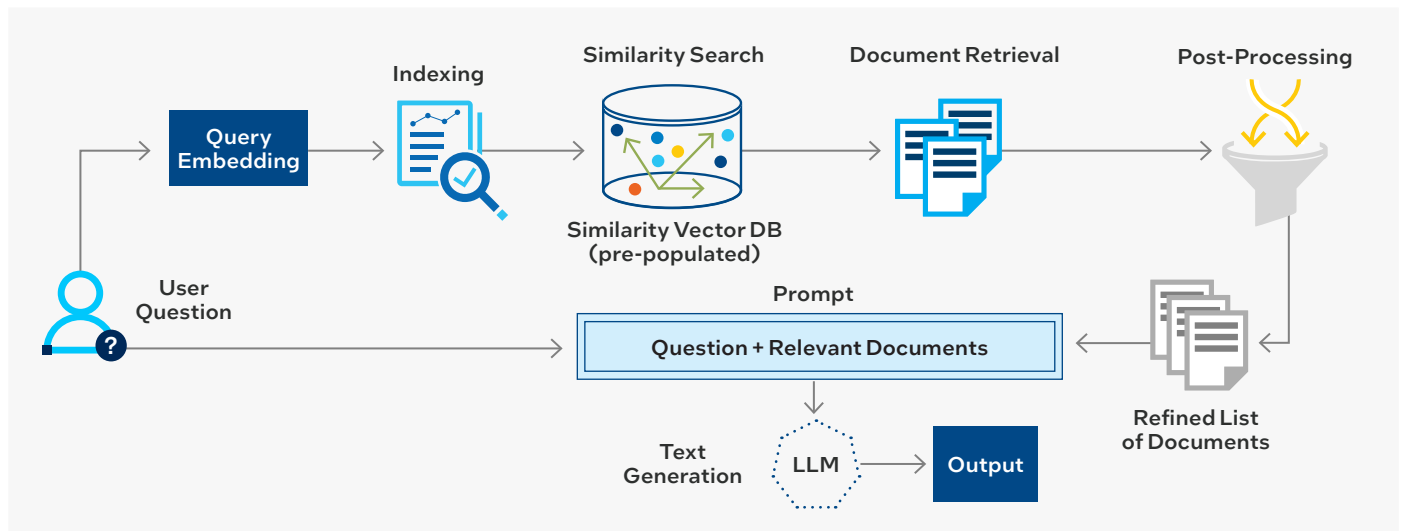 Similarity Search
Document Retrieval
Post-Processing
Indexing
Query
Embedding
Similarity Vector DB
(pre-populated)
User
Question
?
Prompt
Question + Relevant Documents
Refined List
of Documents
Text
Generation
LLM
Output